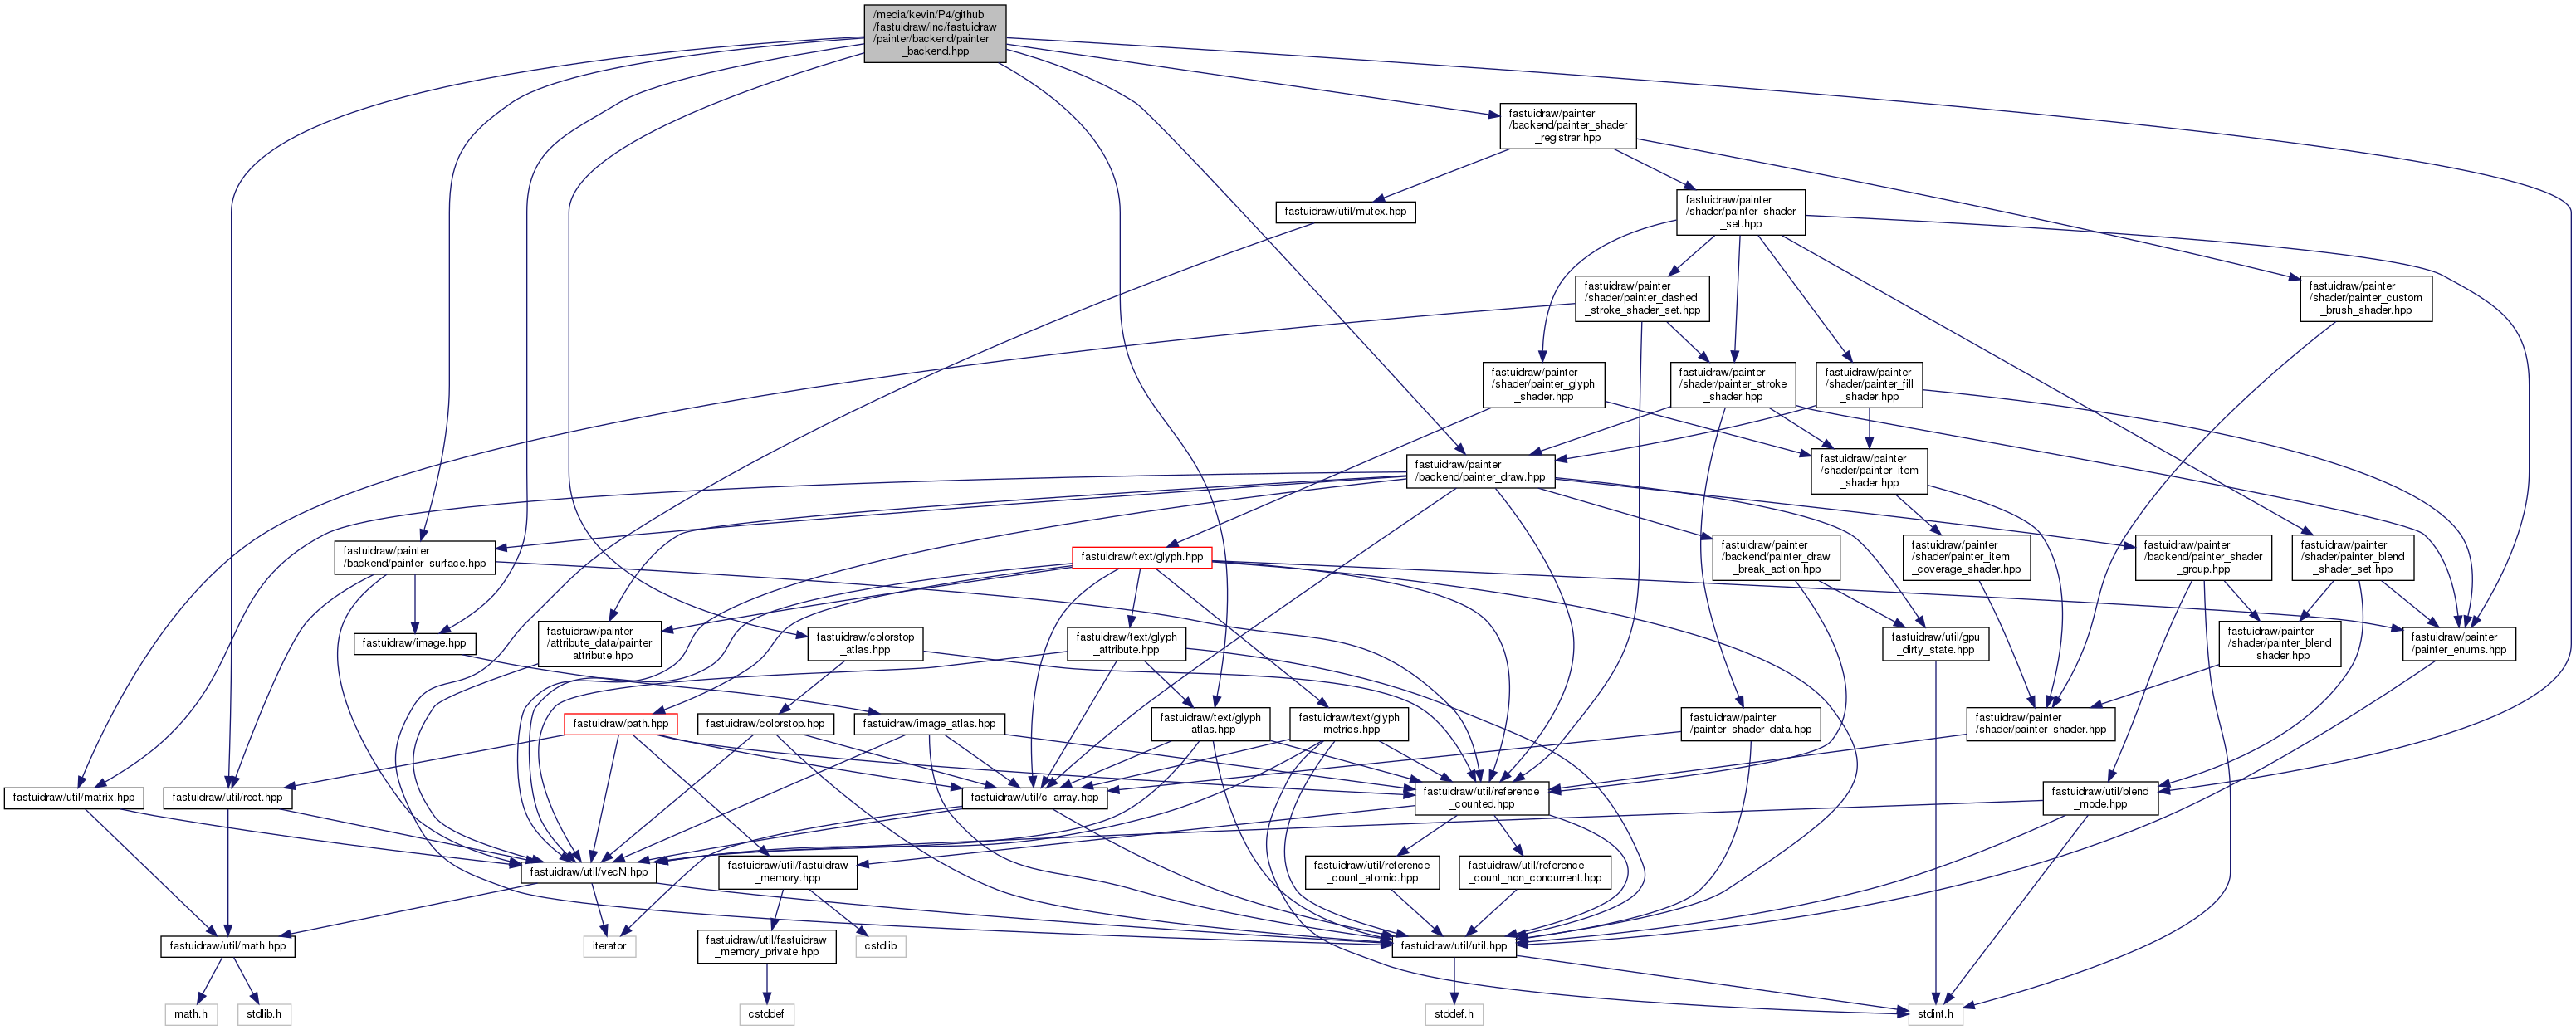 /media/kevin/P4/github
/fastuidraw/inc/fastuidraw
/painter/backend/painter
_backend.hpp
fastuidraw/painter
/backend/painter_shader
_registrar.hpp
fastuidraw/util/mutex.hpp
fastuidraw/painter
/shader/painter_shader
_set.hpp
fastuidraw/painter
/shader/painter_dashed
_stroke_shader_set.hpp
fastuidraw/painter
/shader/painter_custom
_brush_shader.hpp
fastuidraw/painter
/shader/painter_glyph
_shader.hpp
fastuidraw/painter
/shader/painter_stroke
_shader.hpp
fastuidraw/painter
/shader/painter_fill
_shader.hpp
fastuidraw/painter
/backend/painter_draw.hpp
fastuidraw/painter
/shader/painter_item
_shader.hpp
fastuidraw/painter
/backend/painter_surface.hpp
fastuidraw/text/glyph.hpp
fastuidraw/painter
/backend/painter_draw
_break_action.hpp
fastuidraw/painter
/shader/painter_item
_coverage_shader.hpp
fastuidraw/painter
/backend/painter_shader
_group.hpp
fastuidraw/painter
/shader/painter_blend
_shader_set.hpp
fastuidraw/image.hpp
fastuidraw/painter
/attribute_data/painter
_attribute.hpp
fastuidraw/colorstop
_atlas.hpp
fastuidraw/text/glyph
_attribute.hpp
fastuidraw/util/gpu
_dirty_state.hpp
fastuidraw/painter
/shader/painter_blend
_shader.hpp
fastuidraw/painter
/painter_enums.hpp
fastuidraw/path.hpp
fastuidraw/colorstop.hpp
fastuidraw/image_atlas.hpp
fastuidraw/text/glyph
_atlas.hpp
fastuidraw/text/glyph
_metrics.hpp
fastuidraw/painter
/painter_shader_data.hpp
fastuidraw/painter
/shader/painter_shader.hpp
fastuidraw/util/matrix.hpp
fastuidraw/util/rect.hpp
fastuidraw/util/c_array.hpp
fastuidraw/util/reference
_counted.hpp
fastuidraw/util/blend
_mode.hpp
fastuidraw/util/vecN.hpp
fastuidraw/util/fastuidraw
_memory.hpp
fastuidraw/util/reference
_count_atomic.hpp
fastuidraw/util/reference
_count_non_concurrent.hpp
fastuidraw/util/math.hpp
iterator
fastuidraw/util/fastuidraw
_memory_private.hpp
cstdlib
fastuidraw/util/util.hpp
math.h
stdlib.h
cstddef
stddef.h
stdint.h